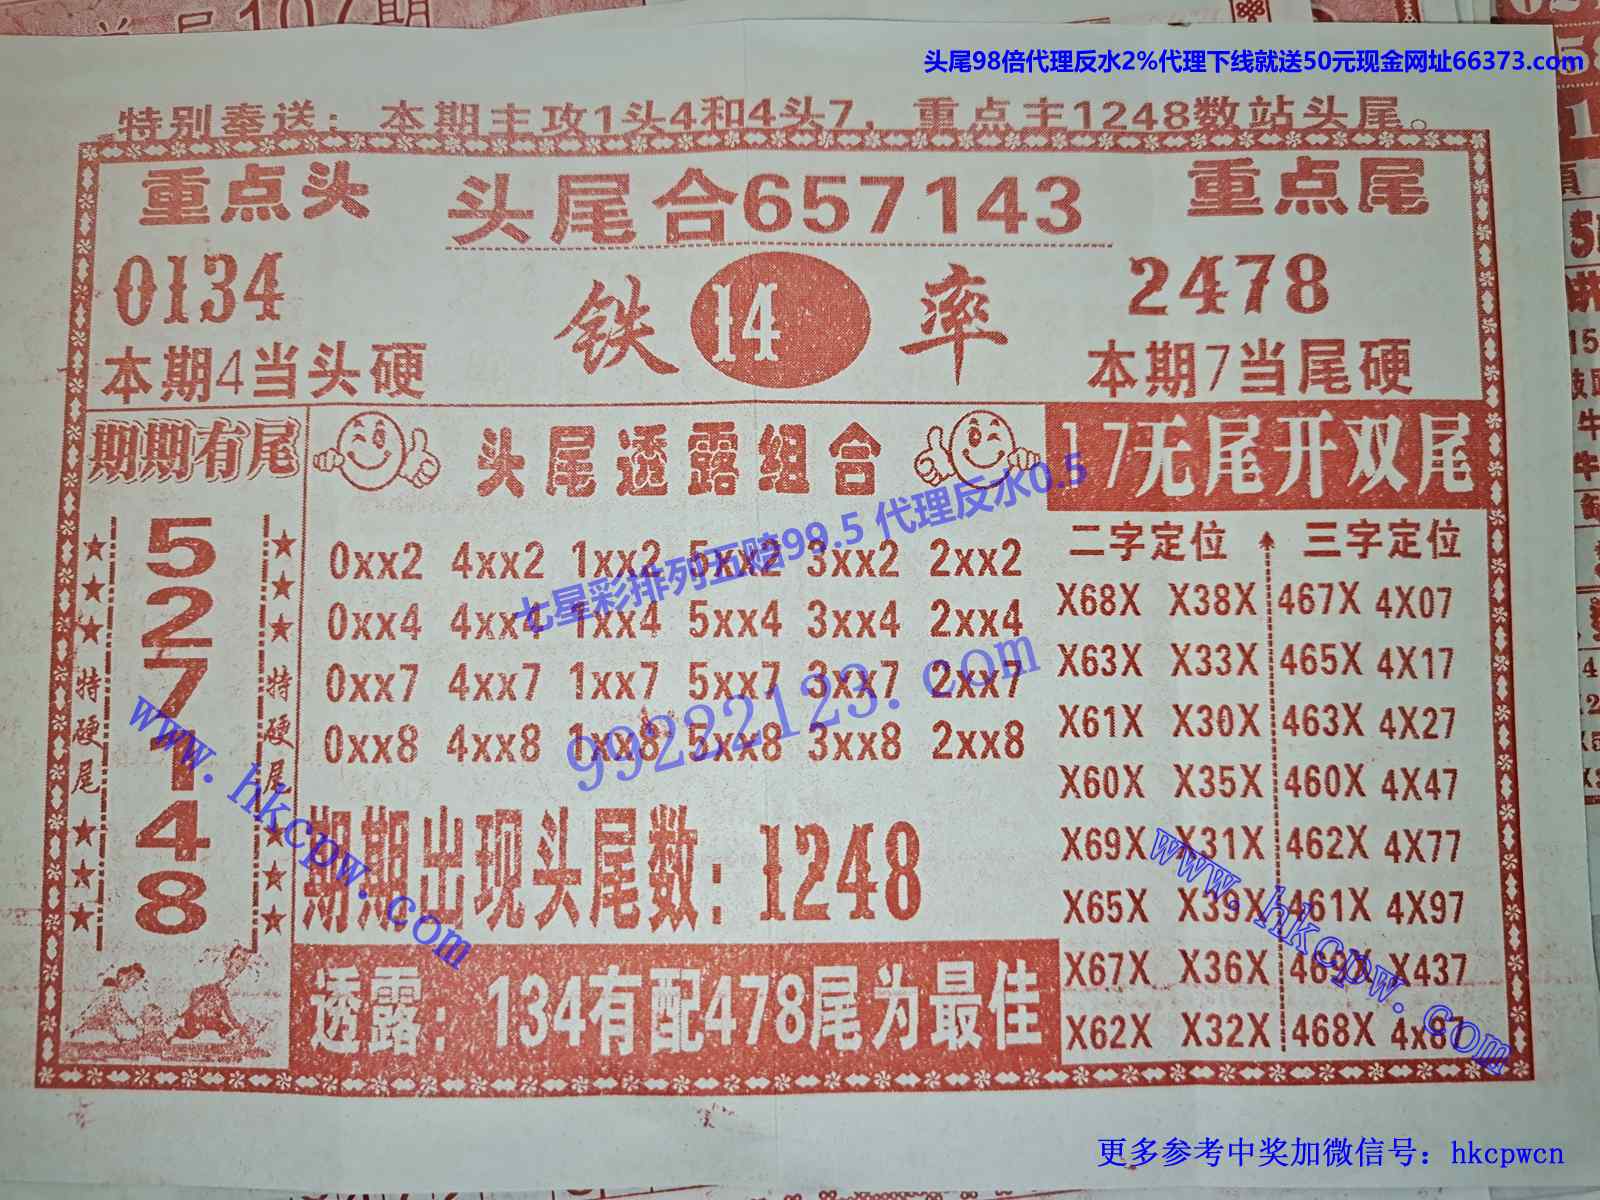 头尾98倍代理反水2%代理下线就送50元现金网址66373.com
特别奉送：本期主攻1头4和4头7，重点主1248数站头尾。
重点头
头尾合657143
重点尾
0134
铁 14 率
2478
本期4当头硬
本期7当尾硬
期期有尾
头尾透露组合
17无尾开双尾
5
2
7
1
4
8
特硬尾
特硬尾
0xx2 4xx2 1xx2 5xx2 3xx2 2xx2
0xx4 4xx4 1xx4 5xx4 3xx4 2xx4
0xx7 4xx7 1xx7 5xx7 3xx7 2xx7
0xx8 4xx8 1xx8 5xx8 3xx8 2xx8
期期出现头尾数：1248
透露：134有配478尾为最佳
二字定位 三字定位
X68X X38X 467X 4X07
X63X X33X 465X 4X17
X61X X30X 463X 4X27
X60X X35X 460X 4X47
X69X X31X 462X 4X77
X65X X39X 461X 4X97
X67X X36X 469X X437
X62X X32X 468X 4x87
七星彩排列五赔99.5 代理反水0.5
99222123.com
www.hkcpw.com
www.hkcpw.com
更多参考中奖加微信号：hkcpwcn